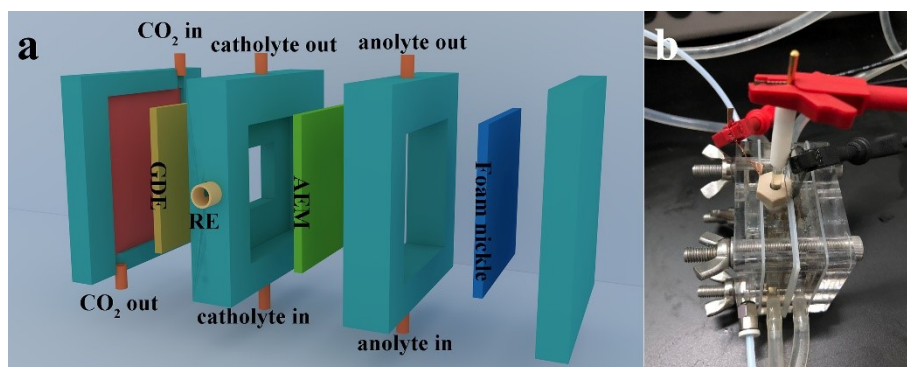 a
CO₂ in
catholyte out
anolyte out
GDE
RE
AEM
Foam nickle
CO₂ out
catholyte in
anolyte in
b